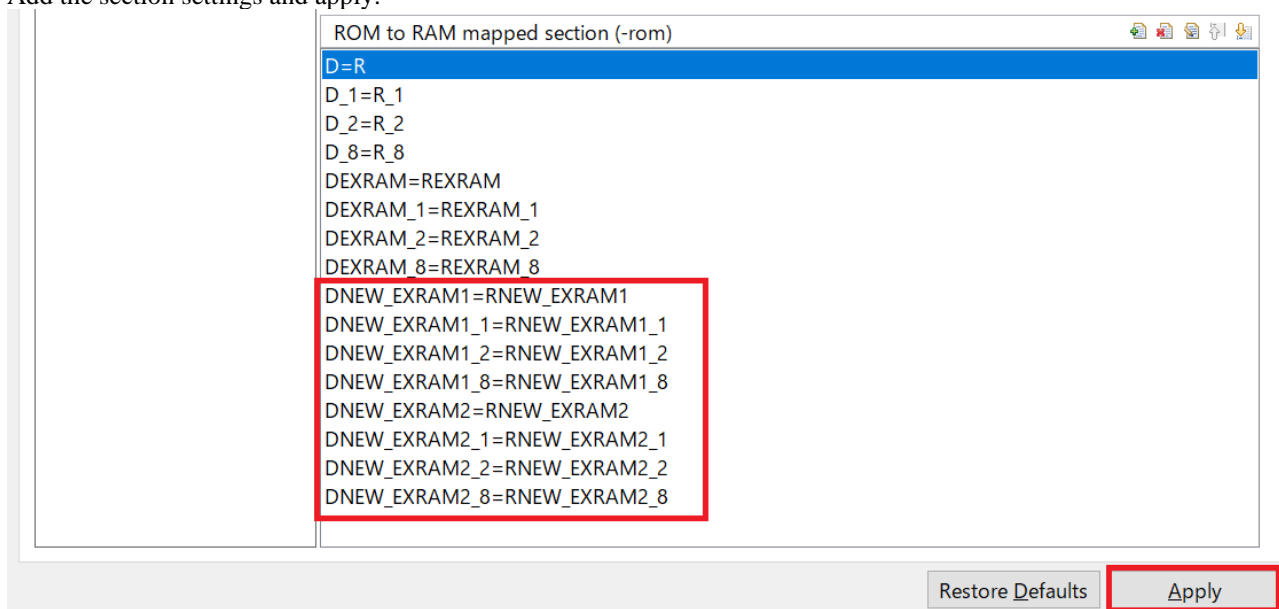 Add the section settings and apply.
ROM to RAM mapped section (-rom)
D=R
D_1=R_1
D_2=R_2
D_8=R_8
DEXRAM=REXRAM
DEXRAM_1=REXRAM_1
DEXRAM_2=REXRAM_2
DEXRAM_8=REXRAM_8
DNEW_EXRAM1=RNEW_EXRAM1
DNEW_EXRAM1_1=RNEW_EXRAM1_1
DNEW_EXRAM1_2=RNEW_EXRAM1_2
DNEW_EXRAM1_8=RNEW_EXRAM1_8
DNEW_EXRAM2=RNEW_EXRAM2
DNEW_EXRAM2_1=RNEW_EXRAM2_1
DNEW_EXRAM2_2=RNEW_EXRAM2_2
DNEW_EXRAM2_8=RNEW_EXRAM2_8
Restore Defaults Apply